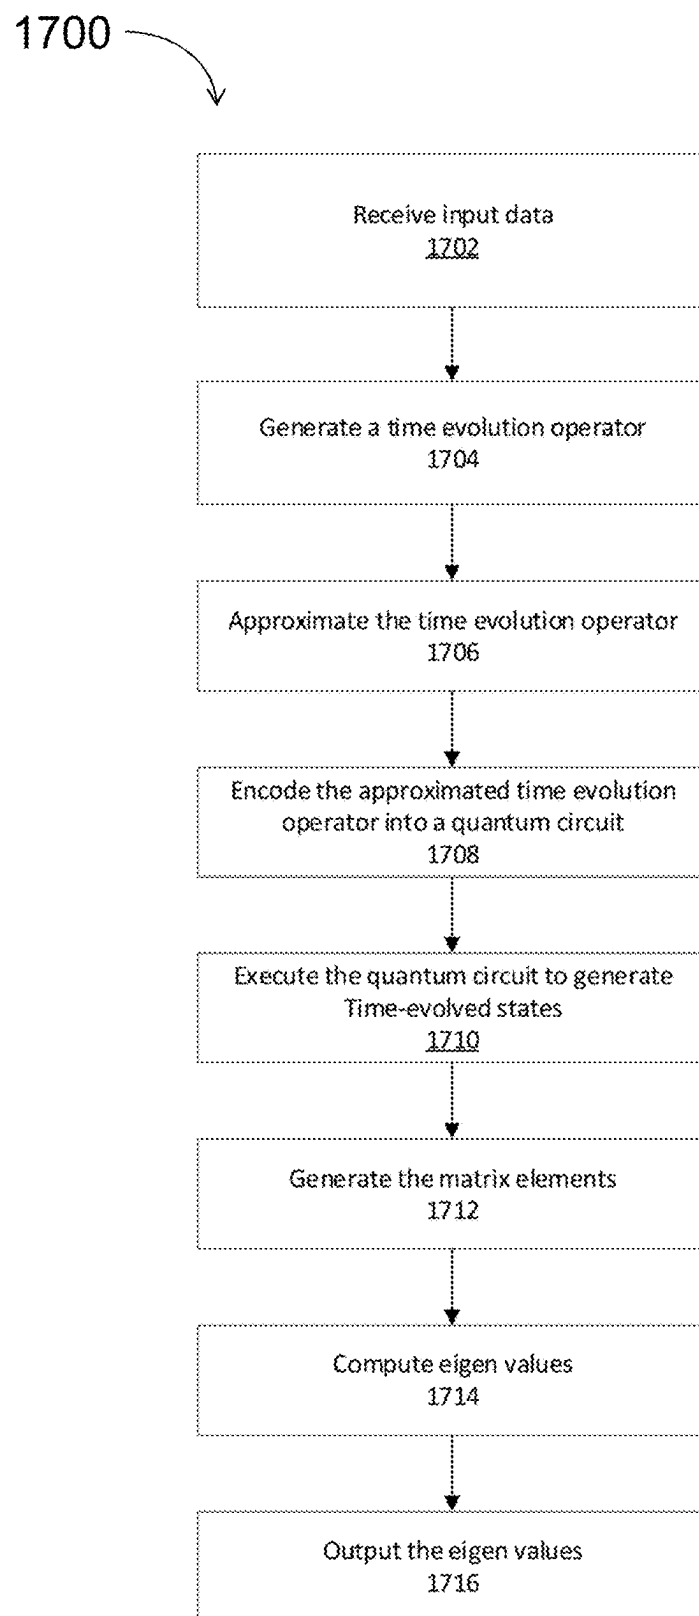 1700
Receive input data
1702
Generate a time evolution operator
1704
Approximate the time evolution operator
1706
Encode the approximated time evolution
operator into a quantum circuit
1708
Execute the quantum circuit to generate
Time-evolved states
1710
Generate the matrix elements
1712
Compute eigen values
1714
Output the eigen values
1716